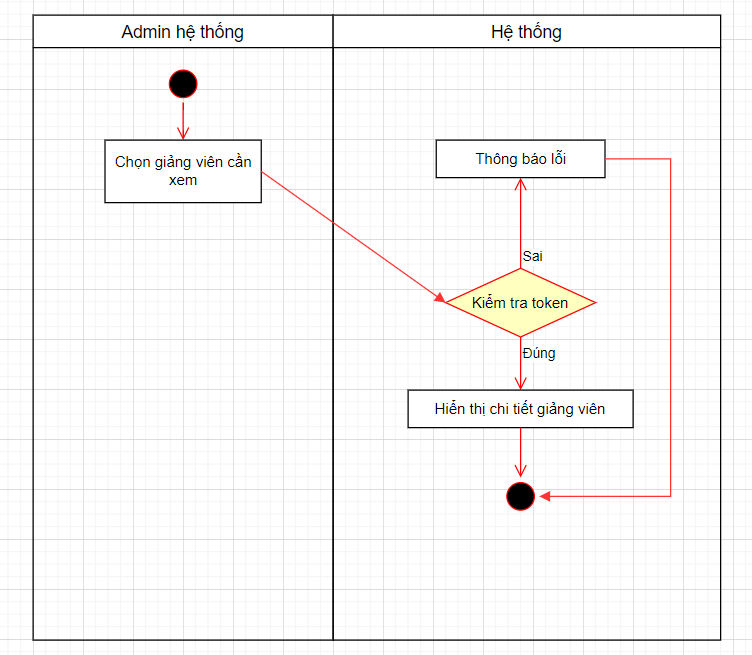 Admin hệ thống
Hệ thống
Chọn giảng viên cần
xem
Thông báo lỗi
Sai
Kiểm tra token
Đúng
Hiển thị chi tiết giảng viên